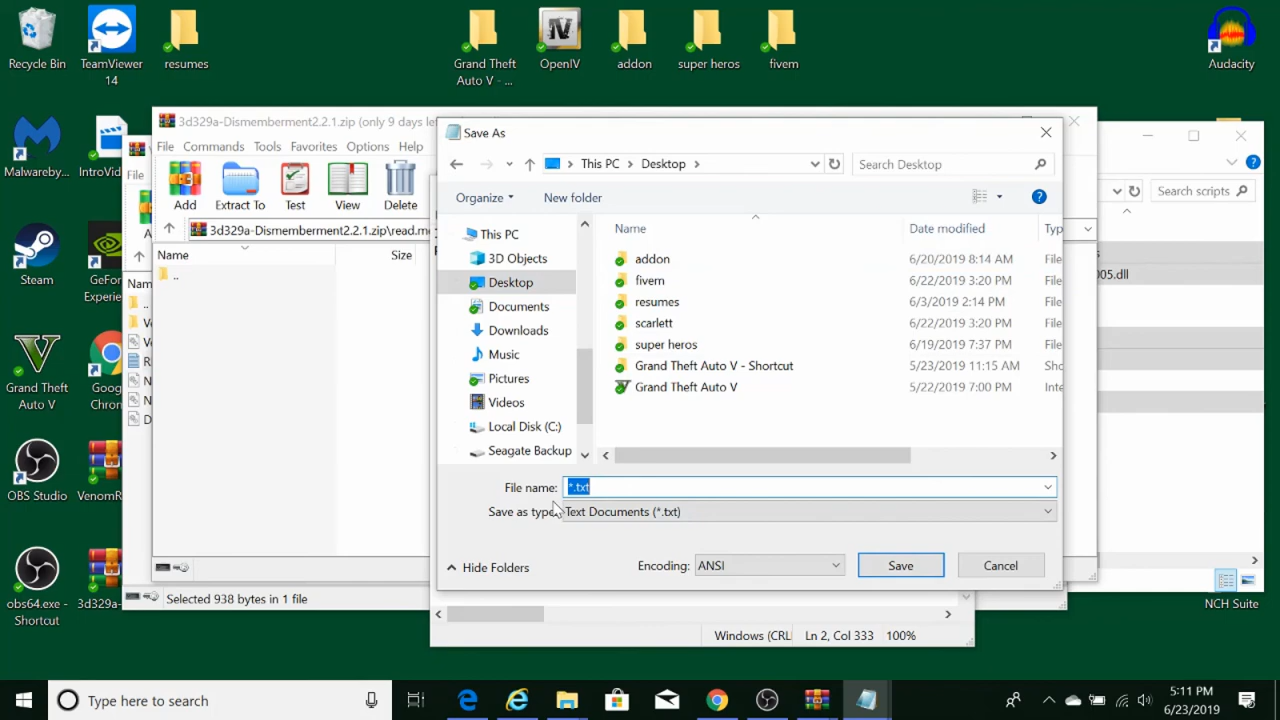 Recycle Bin
TeamViewer
14
resumes
Grand Theft
Auto V - ...
OpenIV
addon
super heros
fivem
Audacity
Malwareby...
IntroVid
Steam
GeFor
Experie
Grand Theft
Auto V
Goog
Chron
OBS Studio
VenomR
obs64.exe -
Shortcut
3d329a-
NCH Suite
3d329a-Dismemberment2.2.1.zip (only 9 days le
File
Commands
Tools
Favorites
Options
Help
Add
Extract To
Test
View
Delete
3d329a-Dismemberment2.2.1.zip\read.me
Name
Size
..
File
A
Nam
..
Ve
Ve
R
N
N
D
Selected 938 bytes in 1 file
Save As
This PC
Desktop
Search Desktop
Organize
New folder
This PC
3D Objects
Desktop
Documents
Downloads
Music
Pictures
Videos
Local Disk (C:)
Seagate Backup
Name
Date modified
Typ
addon
6/20/2019 8:14 AM
File
fivem
6/22/2019 3:20 PM
File
resumes
6/3/2019 2:14 PM
File
scarlett
6/22/2019 3:20 PM
File
super heros
6/19/2019 7:37 PM
File
Grand Theft Auto V - Shortcut
5/23/2019 11:15 AM
Sho
Grand Theft Auto V
5/22/2019 7:00 PM
Inte
File name:
*.txt
Save as type:
Text Documents (*.txt)
Hide Folders
Encoding:
ANSI
Save
Cancel
Windows (CRL
Ln 2, Col 333
100%
Search scripts
s
005.dll
Type here to search
5:11 PM
6/23/2019